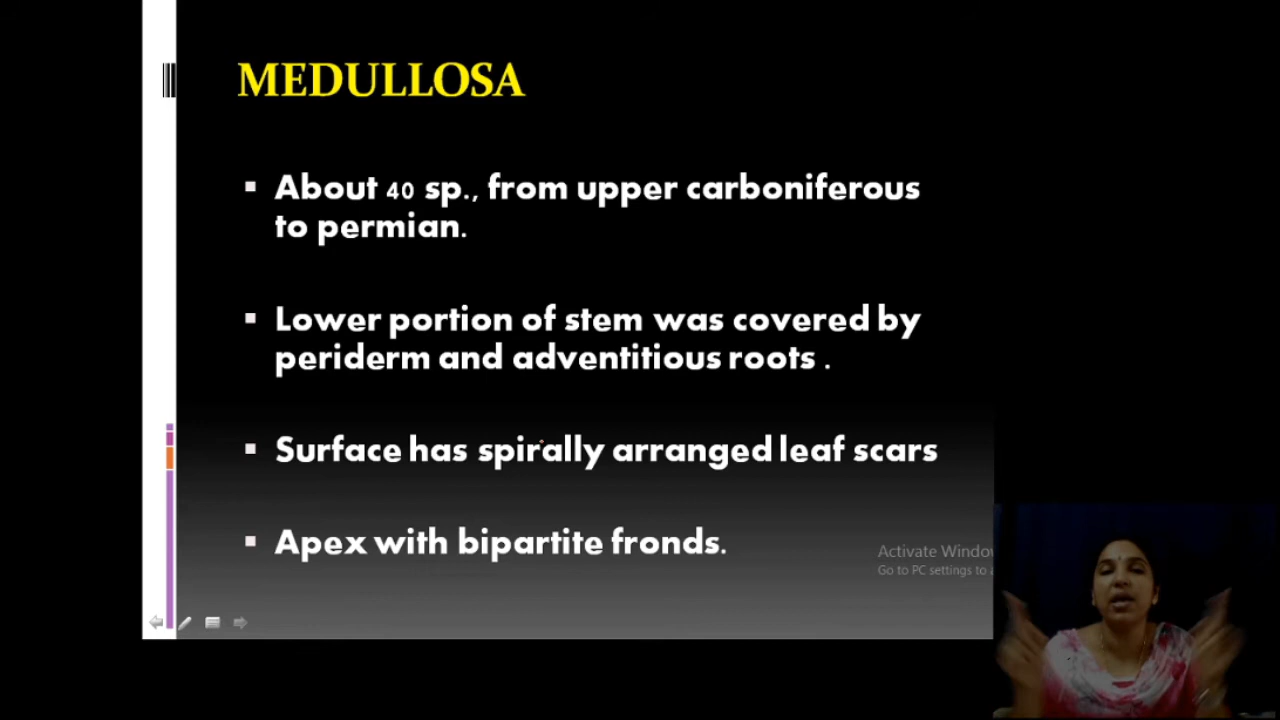 MEDULLOSA
▪ About 40 sp., from upper carboniferous
to permian.
▪ Lower portion of stem was covered by
periderm and adventitious roots .
▪ Surface has spirally arranged leaf scars
▪ Apex with bipartite fronds.
Activate Windo
Go to PC settings to a